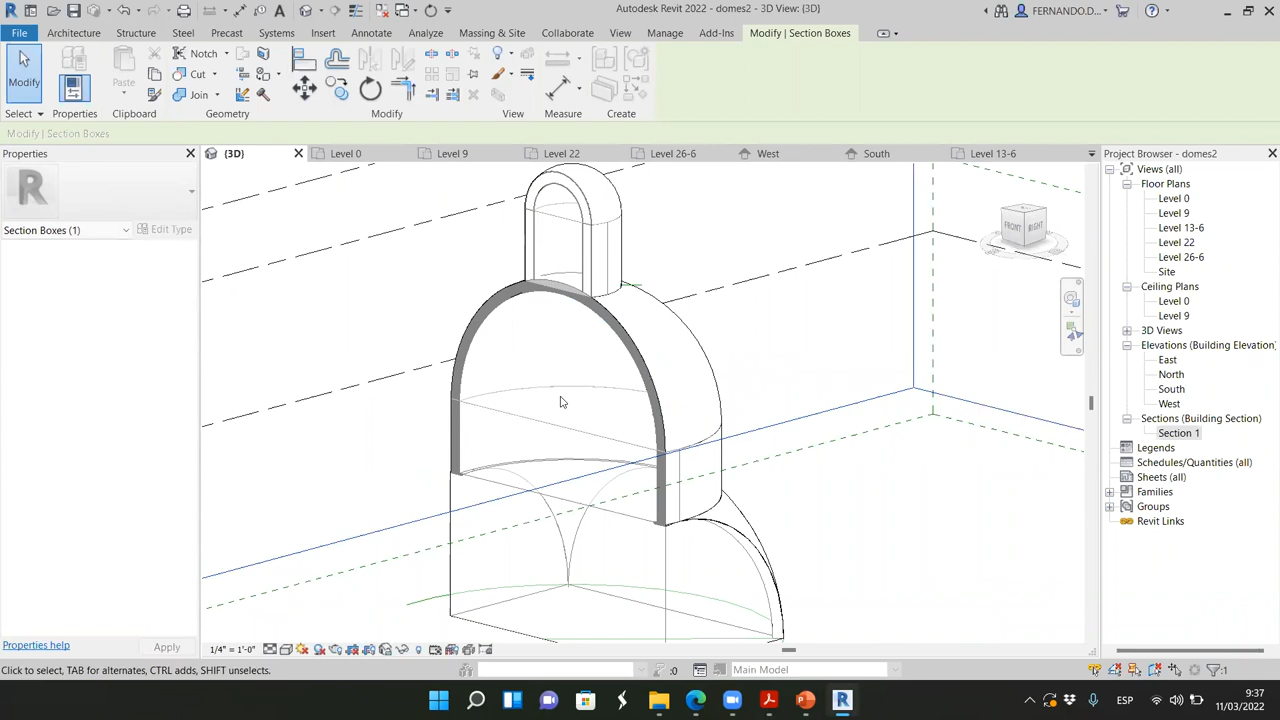 Autodesk Revit 2022 - domes2 - 3D View: {3D}
FERNANDO.D...
File Architecture Structure Steel Precast Systems Insert Annotate Analyze Massing & Site Collaborate View Manage Add-Ins Modify | Section Boxes
Modify
Paste
Notch
Cut
Join
Select Properties Clipboard Geometry Modify View Measure Create
Modify | Section Boxes
Properties
{3D}
Level 0
Level 9
Level 22
Level 26-6
West
South
Level 13-6
Project Browser - domes2
R
Section Boxes (1)
Edit Type
FRONT
RIGHT
Views (all)
Floor Plans
Level 0
Level 9
Level 13-6
Level 22
Level 26-6
Site
Ceiling Plans
Level 0
Level 9
3D Views
Elevations (Building Elevation)
East
North
South
West
Sections (Building Section)
Section 1
Legends
Schedules/Quantities (all)
Sheets (all)
Families
Groups
Revit Links
Properties help
Apply
1/4" = 1'-0"
Click to select, TAB for alternates, CTRL adds, SHIFT unselects.
:0
Main Model
:1
ESP
9:37
11/03/2022